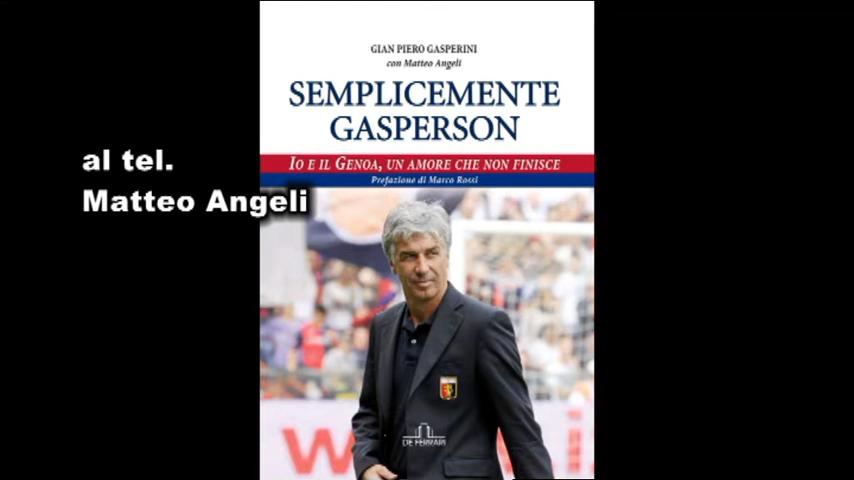 GIAN PIERO GASPERINI
con Matteo Angeli
SEMPLICEMENTE
GASPERSON
IO E IL GENOA, UN AMORE CHE NON FINISCE
Prefazione di Marco Rossi
al tel.
Matteo Angeli
DE FERRARI